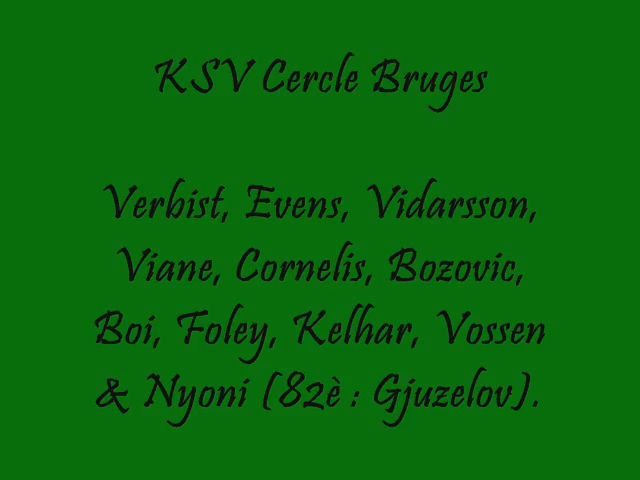 KSV Cercle Bruges
Verbist, Evens, Vidarsson,
Viane, Cornelis, Bozovic,
Boi, Foley, Kelhar, Vossen
& Nyoni (82è : Gjuzelov).